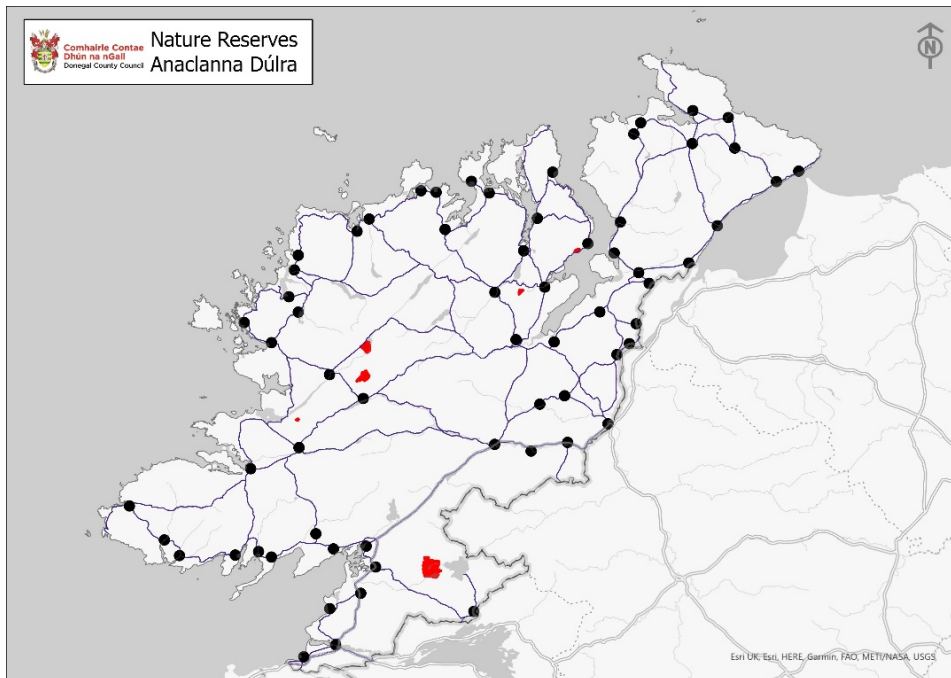 Comhairle Contae
Dhún na nGall
Donegal County Council
Nature Reserves
Anaclanna Dúlra
N
Esri UK, Esri, HERE, Garmin, FAO, METI/NASA, USGS